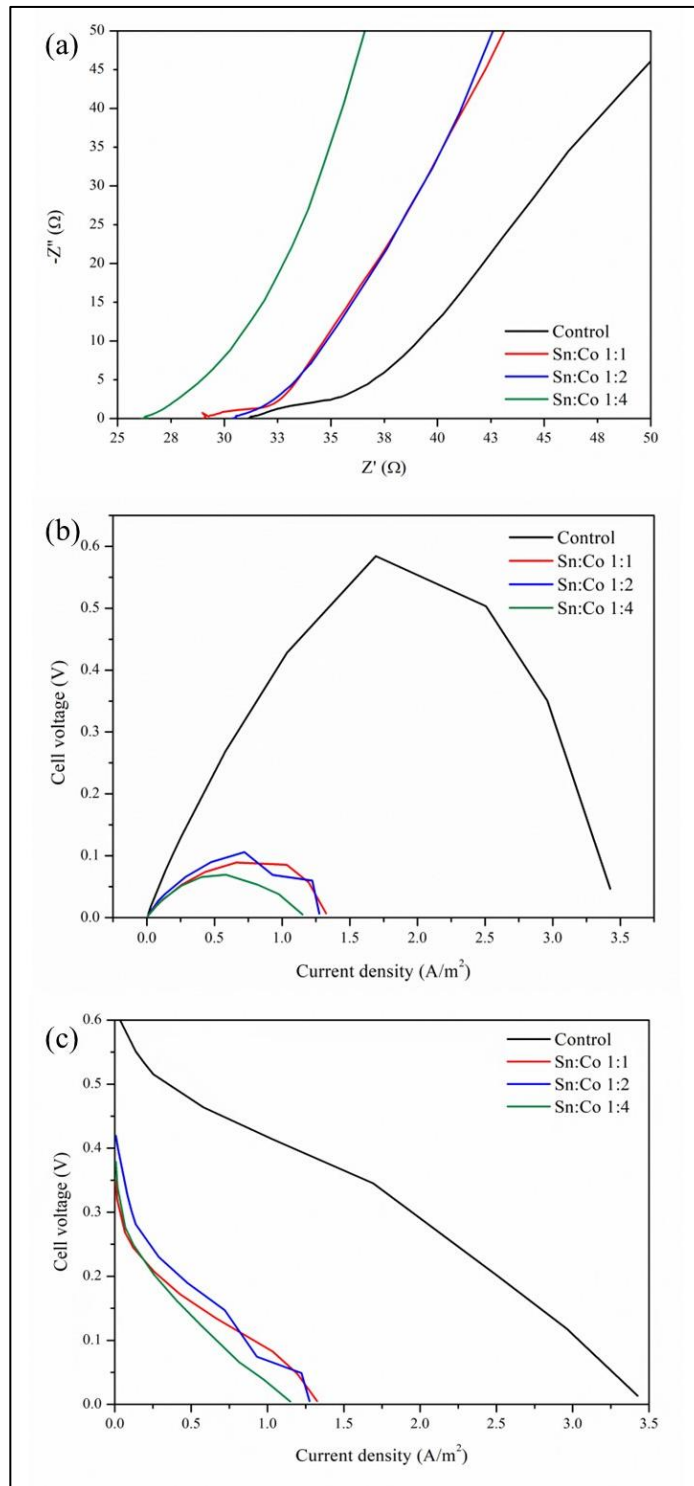 (a)
50
45
40
35
30
25
20
15
10
5
0
-Z'' (Ω)
Control
Sn:Co 1:1
Sn:Co 1:2
Sn:Co 1:4
25 28 30 33 35 38 40 43 45 48 50
Z' (Ω)
(b)
0.6
0.5
0.4
0.3
0.2
0.1
0.0
Cell voltage (V)
Control
Sn:Co 1:1
Sn:Co 1:2
Sn:Co 1:4
0.0 0.5 1.0 1.5 2.0 2.5 3.0 3.5
Current density (A/m²)
(c)
0.6
0.5
0.4
0.3
0.2
0.1
0.0
Cell voltage (V)
Control
Sn:Co 1:1
Sn:Co 1:2
Sn:Co 1:4
0.0 0.5 1.0 1.5 2.0 2.5 3.0 3.5
Current density (A/m²)